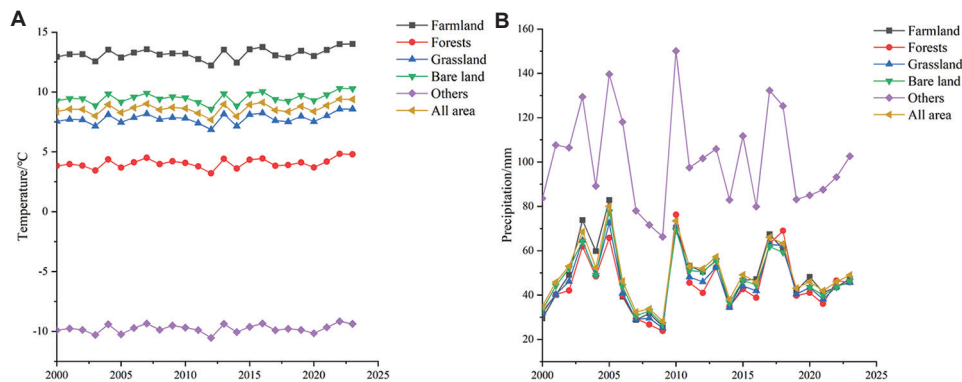 A
Temperature/°C
15
10
5
0
-5
-10
2000 2005 2010 2015 2020 2025
Farmland
Forests
Grassland
Bare land
Others
All area
B
Precipitation/mm
160
140
120
100
80
60
40
20
2000 2005 2010 2015 2020 2025
Farmland
Forests
Grassland
Bare land
Others
All area